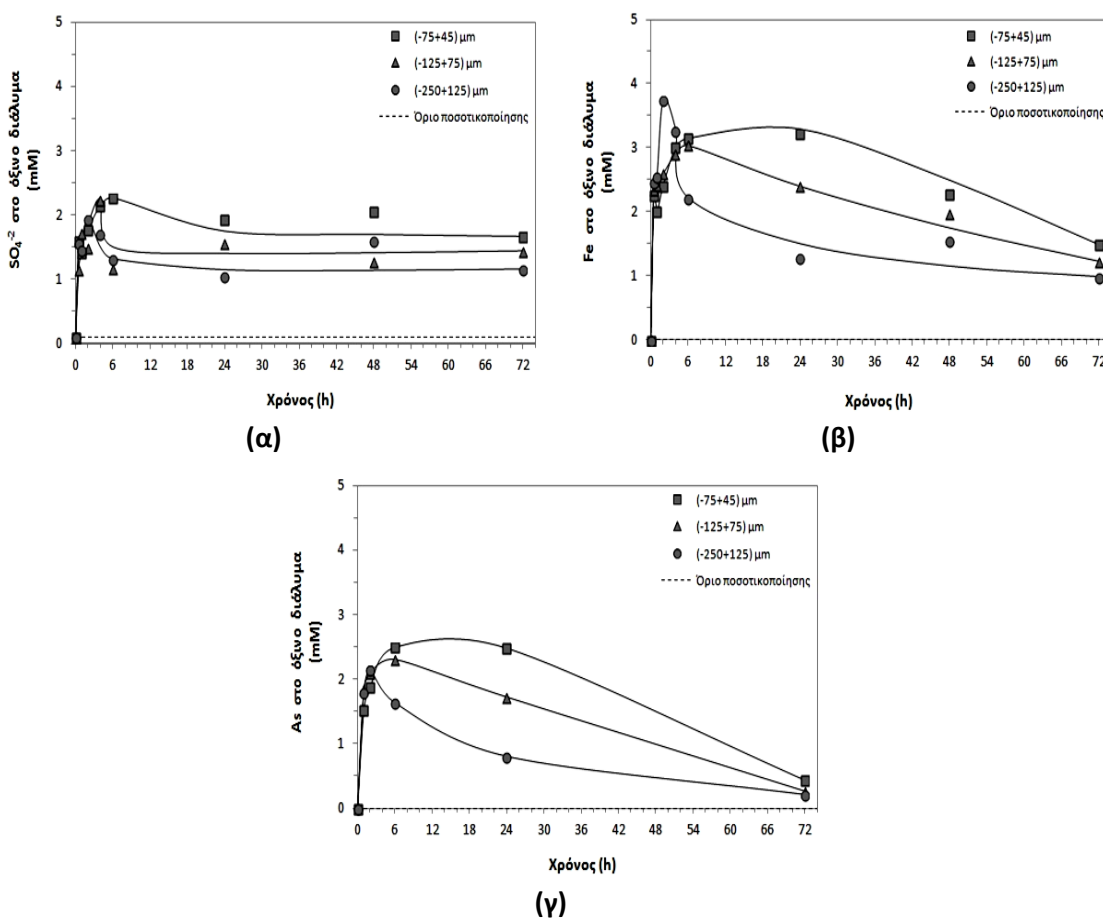 5
4
3
2
1
0
SO₄⁻² στο όξινο διάλυμα
(mM)
(-75+45) μm
(-125+75) μm
(-250+125) μm
Όριο ποσοτικοποίησης
0 6 12 18 24 30 36 42 48 54 60 66 72
Χρόνος (h)
(α)
5
4
3
2
1
0
Fe στο όξινο διάλυμα
(mM)
(-75+45) μm
(-125+75) μm
(-250+125) μm
Όριο ποσοτικοποίησης
0 6 12 18 24 30 36 42 48 54 60 66 72
Χρόνος (h)
(β)
5
4
3
2
1
0
As στο όξινο διάλυμα
(mM)
(-75+45) μm
(-125+75) μm
(-250+125) μm
Όριο ποσοτικοποίησης
0 6 12 18 24 30 36 42 48 54 60 66 72
Χρόνος (h)
(γ)